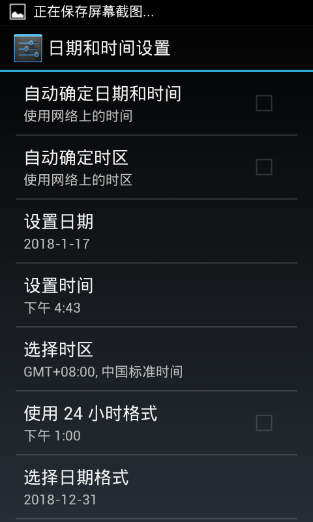 正在保存屏幕截图...
日期和时间设置
自动确定日期和时间
使用网络上的时间
自动确定时区
使用网络上的时区
设置日期
2018-1-17
设置时间
下午 4:43
选择时区
GMT+08:00, 中国标准时间
使用 24 小时格式
下午 1:00
选择日期格式
2018-12-31